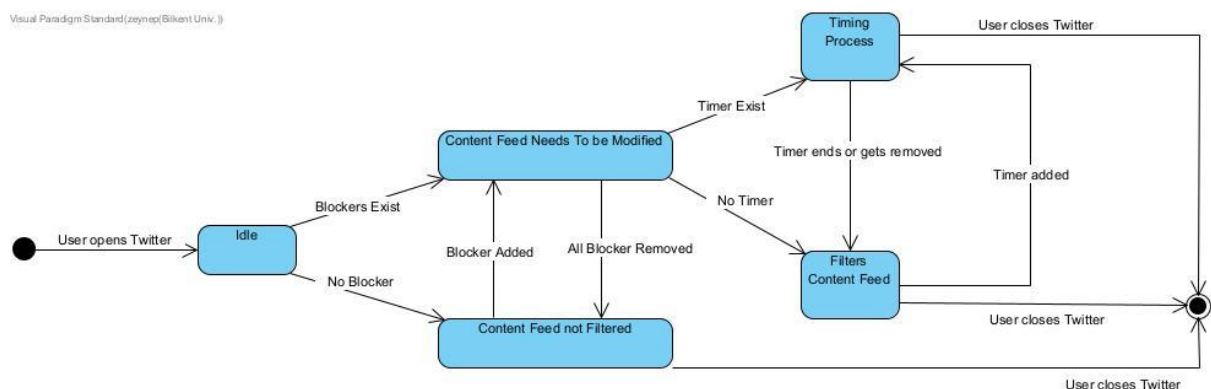 Visual Paradigm Standard(zeynep(Bilkent Univ.))
Timing
Process
User closes Twitter
Timer Exist
Content Feed Needs To be Modified
Timer ends or gets removed
Timer added
Blockers Exist
No Timer
User opens Twitter
Idle
Blocker Added
All Blocker Removed
Filters
Content Feed
No Blocker
User closes Twitter
Content Feed not Filtered
User closes Twitter